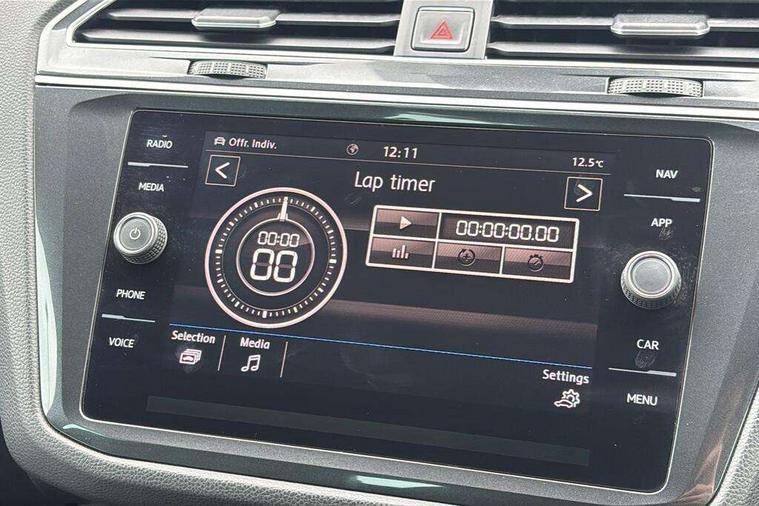 RADIO
MEDIA
PHONE
VOICE
Offr. Indiv.
12:11
12.5°C
<
Lap timer
>
00:00
00
00:00:00.00
Selection
Media
Settings
NAV
APP
CAR
MENU